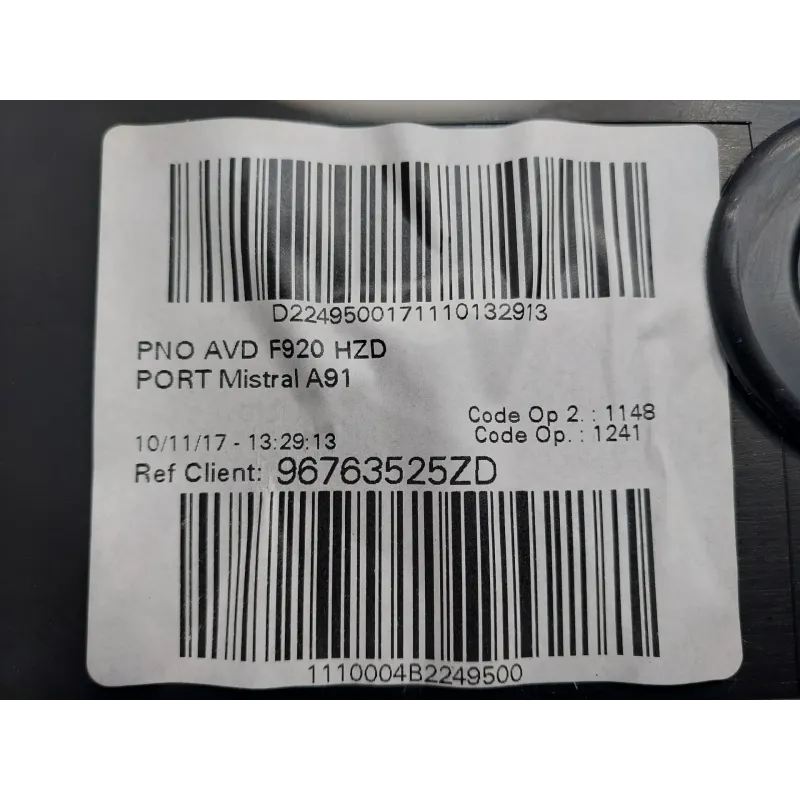 D2249500171110132913
PNO AVD F920 HZD
PORT Mistral A91
Code Op 2. : 1148
10/11/17 - 13:29:13 Code Op. : 1241
Ref Client: 96763525ZD
1110004B2249500